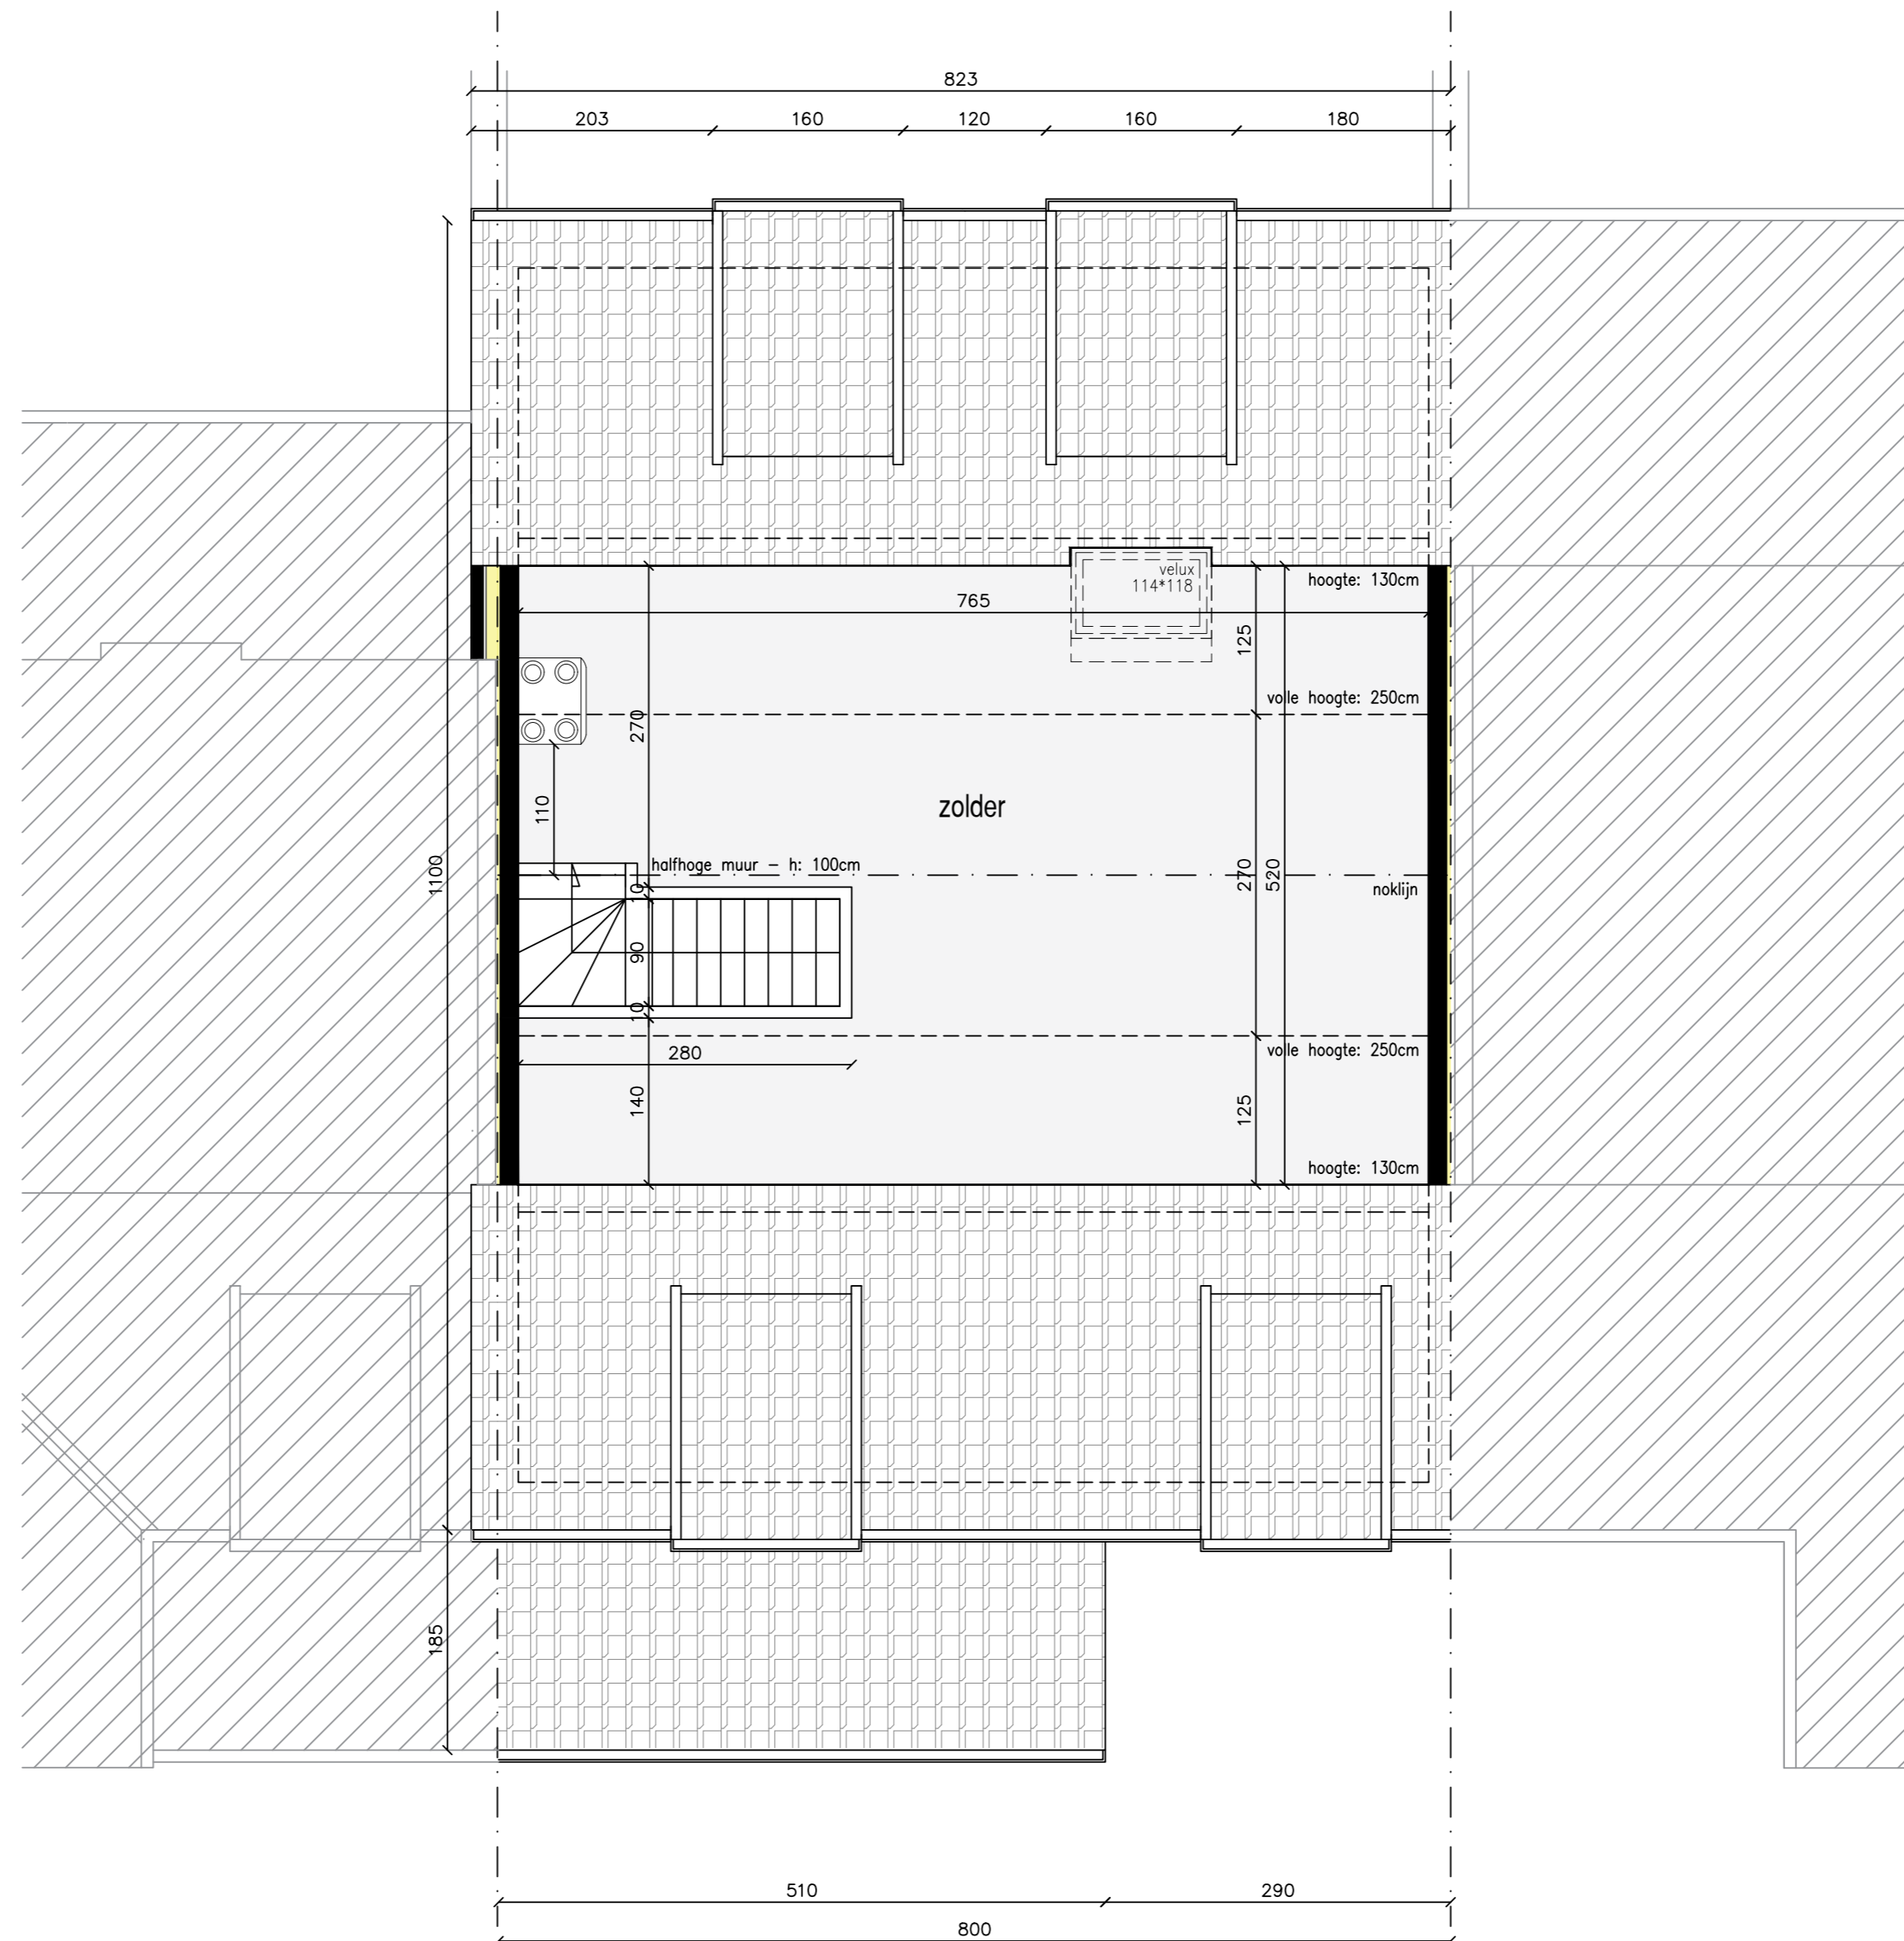 823
203 160 120 160 180
velux
114*118
hoogte: 130cm
765
125
volle hoogte: 250cm
270
110
zolder
1100
halfhoge muur – h: 100cm
270
520
noklijn
10
90
10
volle hoogte: 250cm
280
140
125
hoogte: 130cm
185
510 290
800